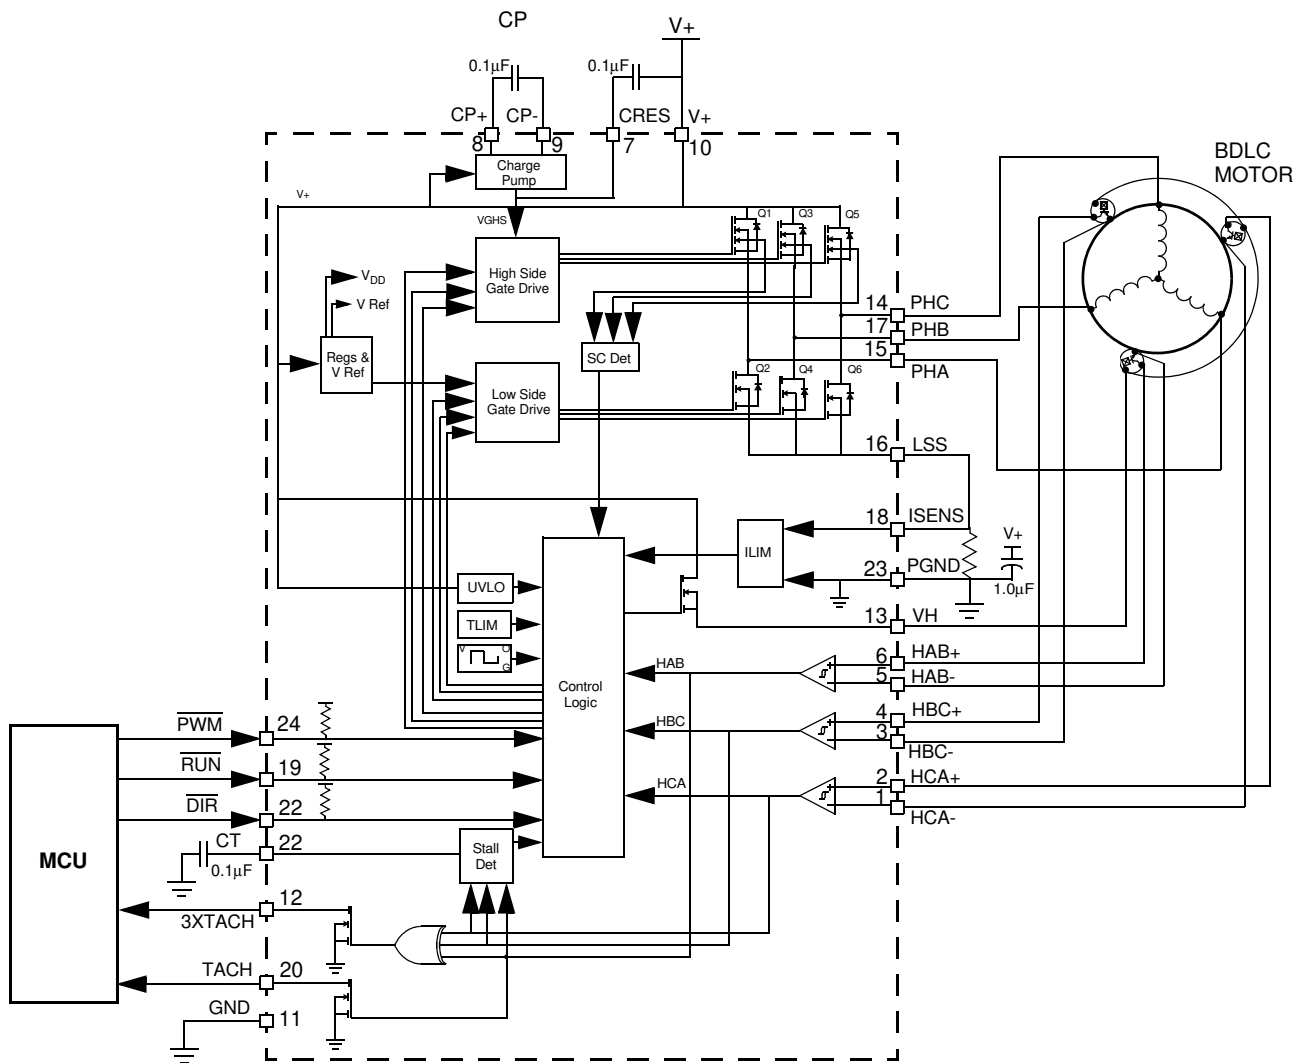 CP
V+
0.1µF
0.1µF
CP+
CP-
CRES
V+
8
9
7
10
Charge
Pump
BDLC
MOTOR
V+
VGHS
Q1
Q3
Q5
High Side
Gate Drive
VDD
V Ref
14
PHC
17
PHB
15
PHA
Regs &
V Ref
SC Det
Q2
Q4
Q6
Low Side
Gate Drive
16
LSS
18
ISENS
V+
ILIM
23
PGND
1.0µF
UVLO
13
VH
TLIM
V
O
G
6
HAB+
HAB
5
HAB-
Control
Logic
4
HBC+
HBC
3
HBC-
PWM
24
RUN
19
2
HCA+
HCA
1
HCA-
DIR
22
CT
22
0.1µF
MCU
Stall
Det
12
3XTACH
TACH
20
GND
11